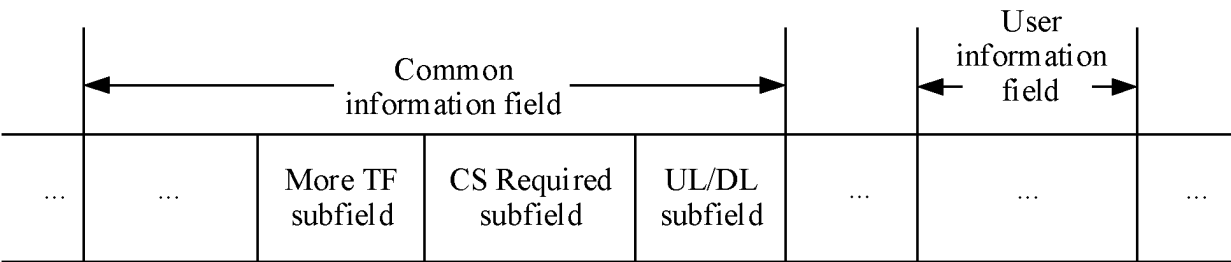 User
information
field
Common
information field
... ... More TF CS Required UL/DL ... ... ...
subfield subfield subfield